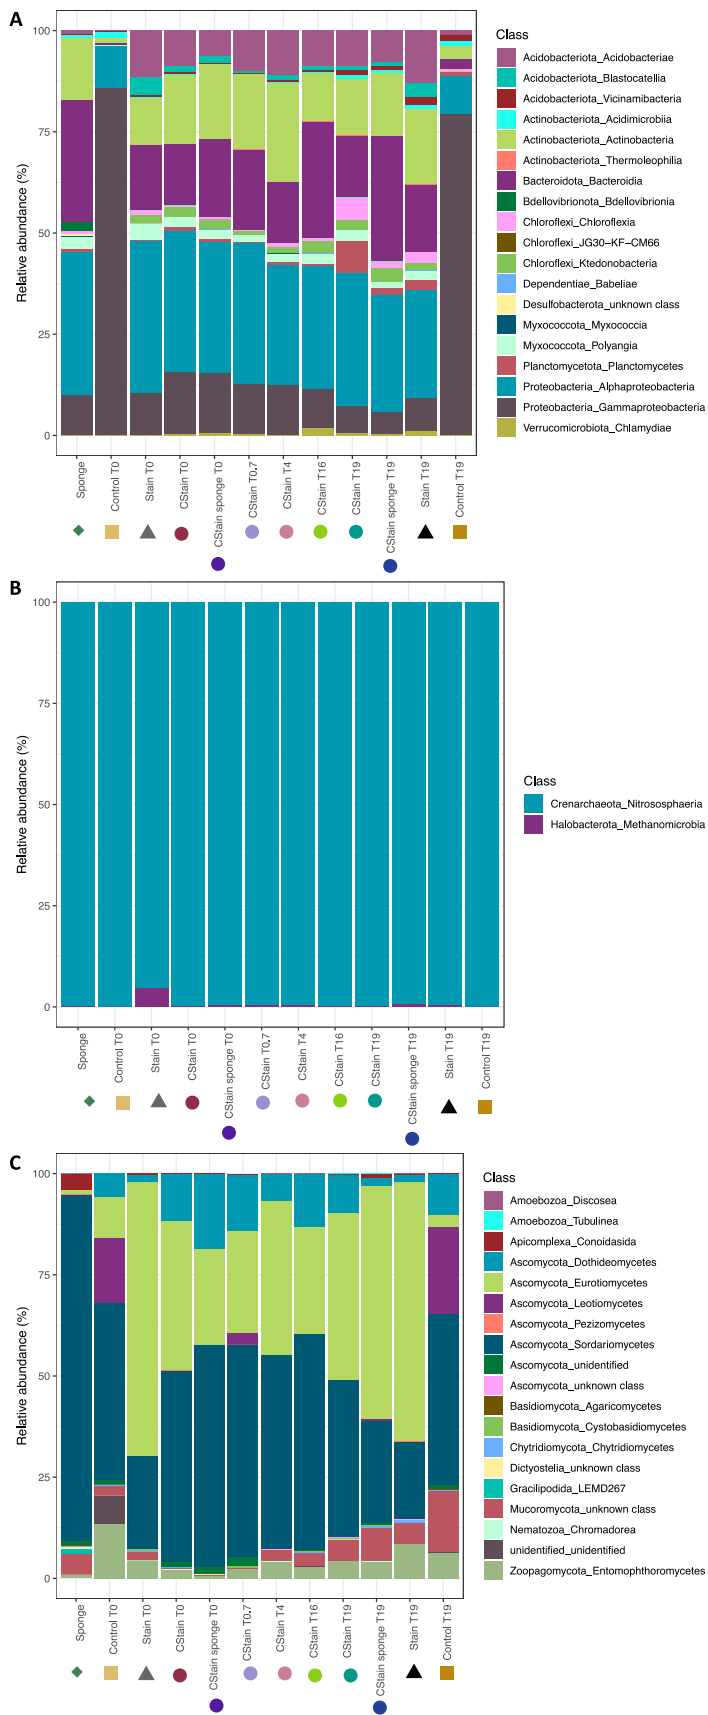 A
Relative abundance (%)
100
75
50
25
0
Sponge
Control T0
Stain T0
CStain T0
CStain sponge T0
CStain T0.7
CStain T4
CStain T16
CStain T19
CStain sponge T19
Stain T19
Control T19
Class
Acidobacteriota_Acidobacteriae
Acidobacteriota_Blastocatellia
Acidobacteriota_Vicinamibacteria
Actinobacteriota_Acidimicrobiia
Actinobacteriota_Actinobacteria
Actinobacteriota_Thermoleophilia
Bacteroidota_Bacteroidia
Bdellovibrionota_Bdellovibrionia
Chloroflexi_Chloroflexia
Chloroflexi_JG30−KF−CM66
Chloroflexi_Ktedonobacteria
Dependentiae_Babeliae
Desulfobacterota_unknown class
Myxococcota_Myxococcia
Myxococcota_Polyangia
Planctomycetota_Planctomycetes
Proteobacteria_Alphaproteobacteria
Proteobacteria_Gammaproteobacteria
Verrucomicrobiota_Chlamydiae
B
Relative abundance (%)
100
75
50
25
0
Sponge
Control T0
Stain T0
CStain T0
CStain sponge T0
CStain T0.7
CStain T4
CStain T16
CStain T19
CStain sponge T19
Stain T19
Control T19
Class
Crenarchaeota_Nitrososphaeria
Halobacterota_Methanomicrobia
C
Relative abundance (%)
100
75
50
25
0
Sponge
Control T0
Stain T0
CStain T0
CStain sponge T0
CStain T0.7
CStain T4
CStain T16
CStain T19
CStain sponge T19
Stain T19
Control T19
Class
Amoebozoa_Discosea
Amoebozoa_Tubulinea
Apicomplexa_Conoidasida
Ascomycota_Dothideomycetes
Ascomycota_Eurotiomycetes
Ascomycota_Leotiomycetes
Ascomycota_Pezizomycetes
Ascomycota_Sordariomycetes
Ascomycota_unidentified
Ascomycota_unknown class
Basidiomycota_Agaricomycetes
Basidiomycota_Cystobasidiomycetes
Chytridiomycota_Chytridiomycetes
Dictyostelia_unknown class
Gracilipodida_LEMD267
Mucoromycota_unknown class
Nematozoa_Chromadorea
unidentified_unidentified
Zoopagomycota_Entomophthoromycetes